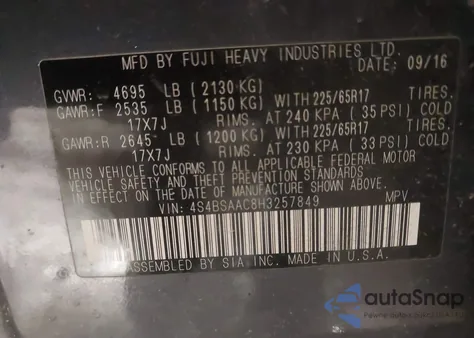 MFD BY FUJI HEAVY INDUSTRIES LTD.
DATE: 09/16
GVWR: 4695 LB (2130 KG)
GAWR:F 2535 LB (1150 KG) WITH 225/65R17 TIRES.
17X7J RIMS. AT 240 KPA (35 PSI) COLD
GAWR:R 2645 LB (1200 KG) WITH 225/65R17 TIRES.
17X7J RIMS. AT 230 KPA (33 PSI) COLD
THIS VEHICLE CONFORMS TO ALL APPLICABLE FEDERAL MOTOR
VEHICLE SAFETY AND THEFT PREVENTION STANDARDS
IN EFFECT ON THE DATE OF MANUFACTURE SHOWN ABOVE.
VIN: 4S4BSAAC8H3257849 MPV
ASSEMBLED BY SIA INC. IN U.S.A.
autoSnap